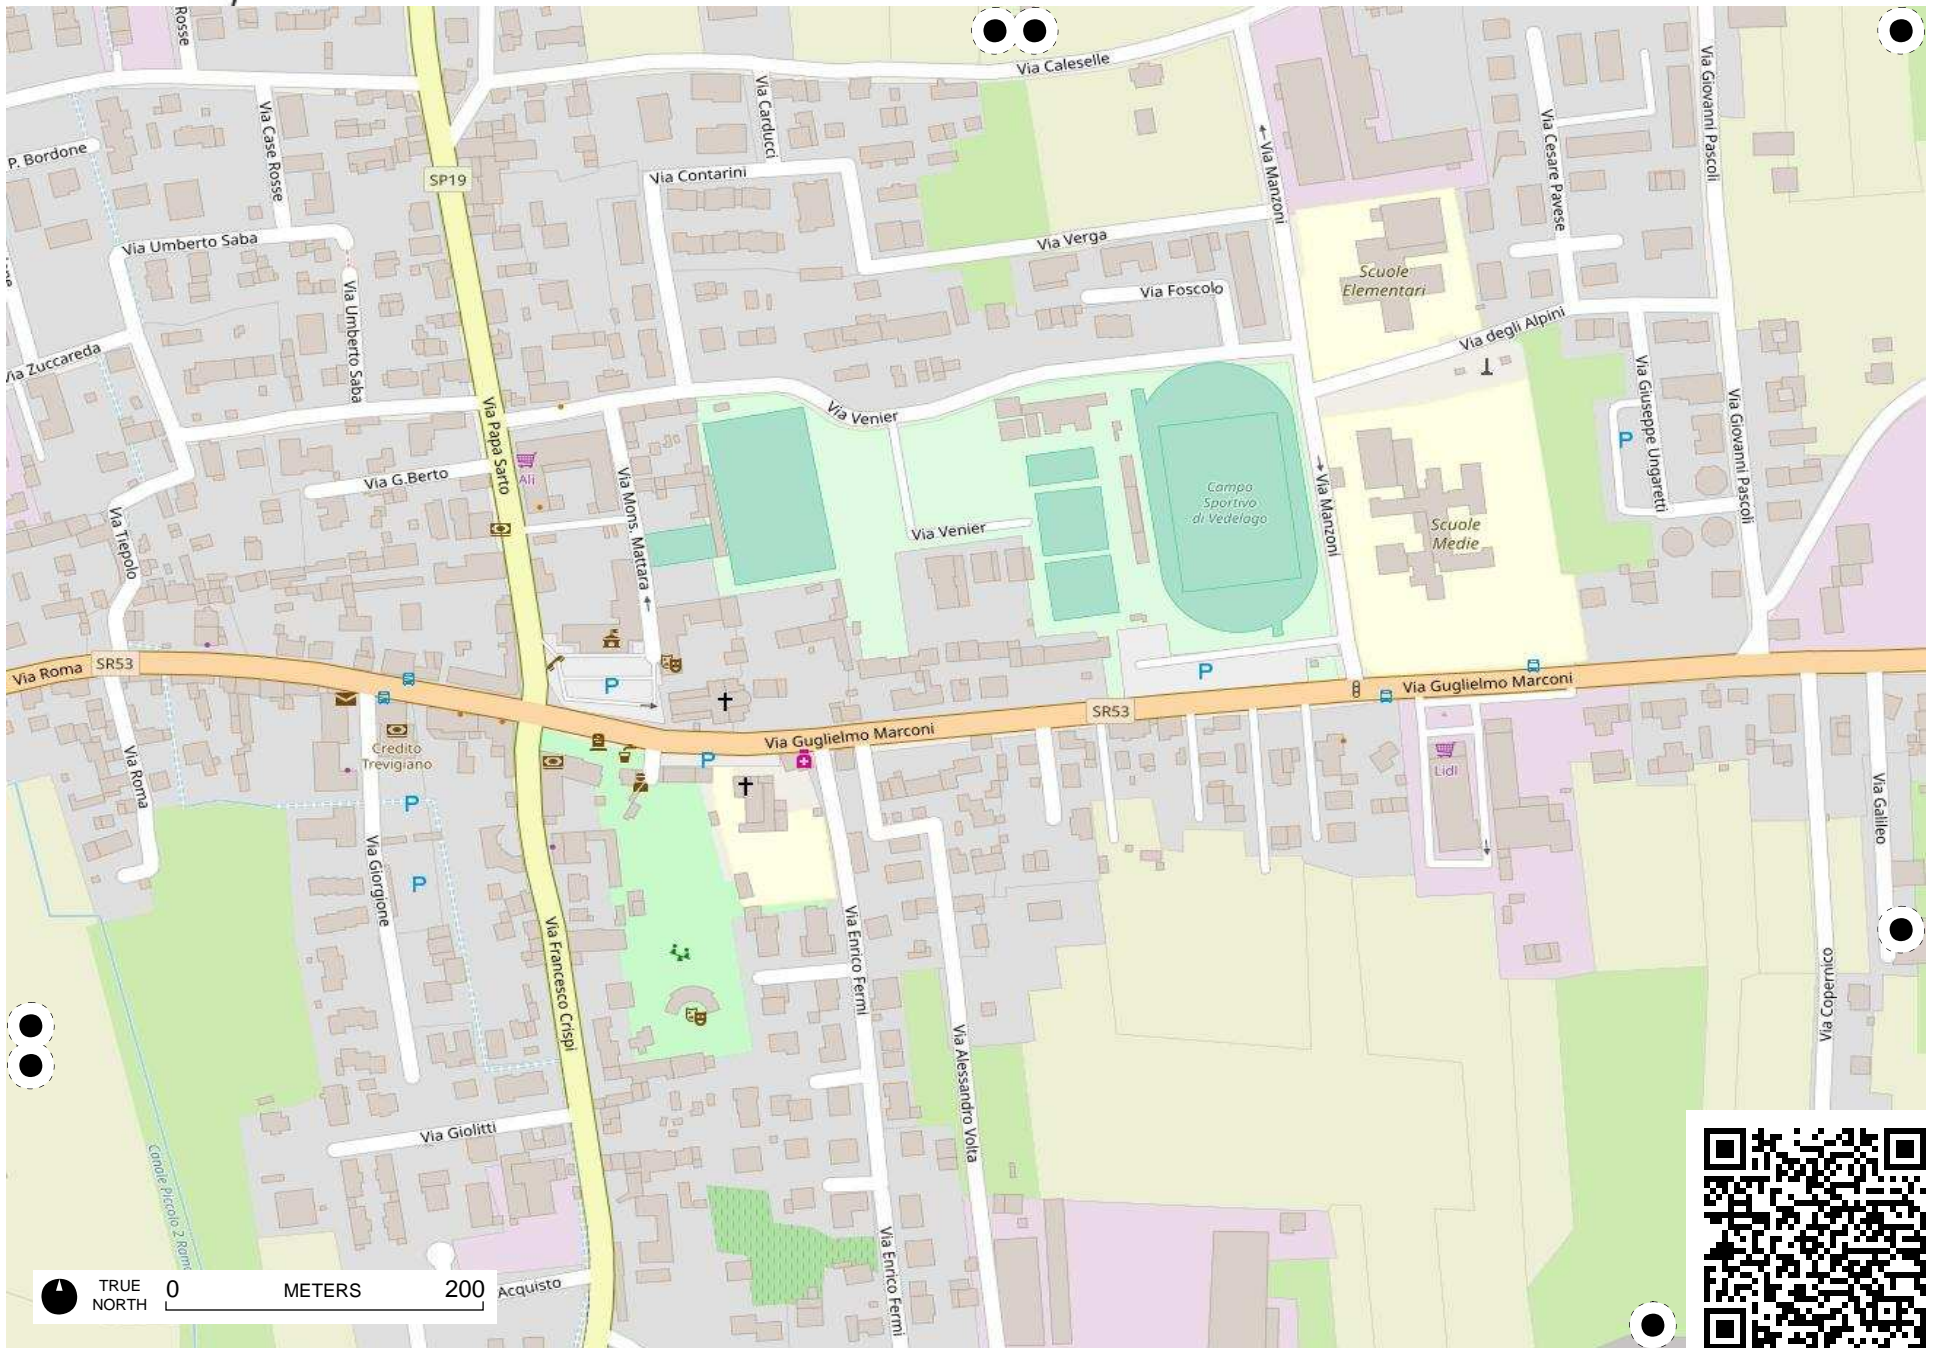 Rosse
Via Caleselle
Via Giovanni Pascoli
Via Case Rosse
Via Carducci
Via Cesare Pavese
P. Bordone
Via Manzoni
SP19
Via Contarini
Via Umberto Saba
Via Verga
Scuole
Elementari
Via Umberto Saba
Via Foscolo
Via degli Alpini
Via Zuccareda
Via Giuseppe Ungaretti
Via Papa Sarto
Via Venier
Via Giovanni Pascoli
P
Via G.Berto
Alì
Via Mons. Mattara
Via Manzoni
Campo
Sportivo
di Vedelago
Via Tiepolo
Via Venier
Scuole
Medie
Via Roma
SR53
P
P
Via Guglielmo Marconi
SR53
Via Guglielmo Marconi
Credito
Trevigiano
P
Lidl
Via Roma
P
Via Galileo
Via Giorgione
P
Via Francesco Crispi
Via Enrico Fermi
Via Copernico
Via Alessandro Volta
Via Giolitti
Canale Piccolo 2 Ramo
Via Enrico Fermi
Acquisto
TRUE
NORTH
0 METERS 200